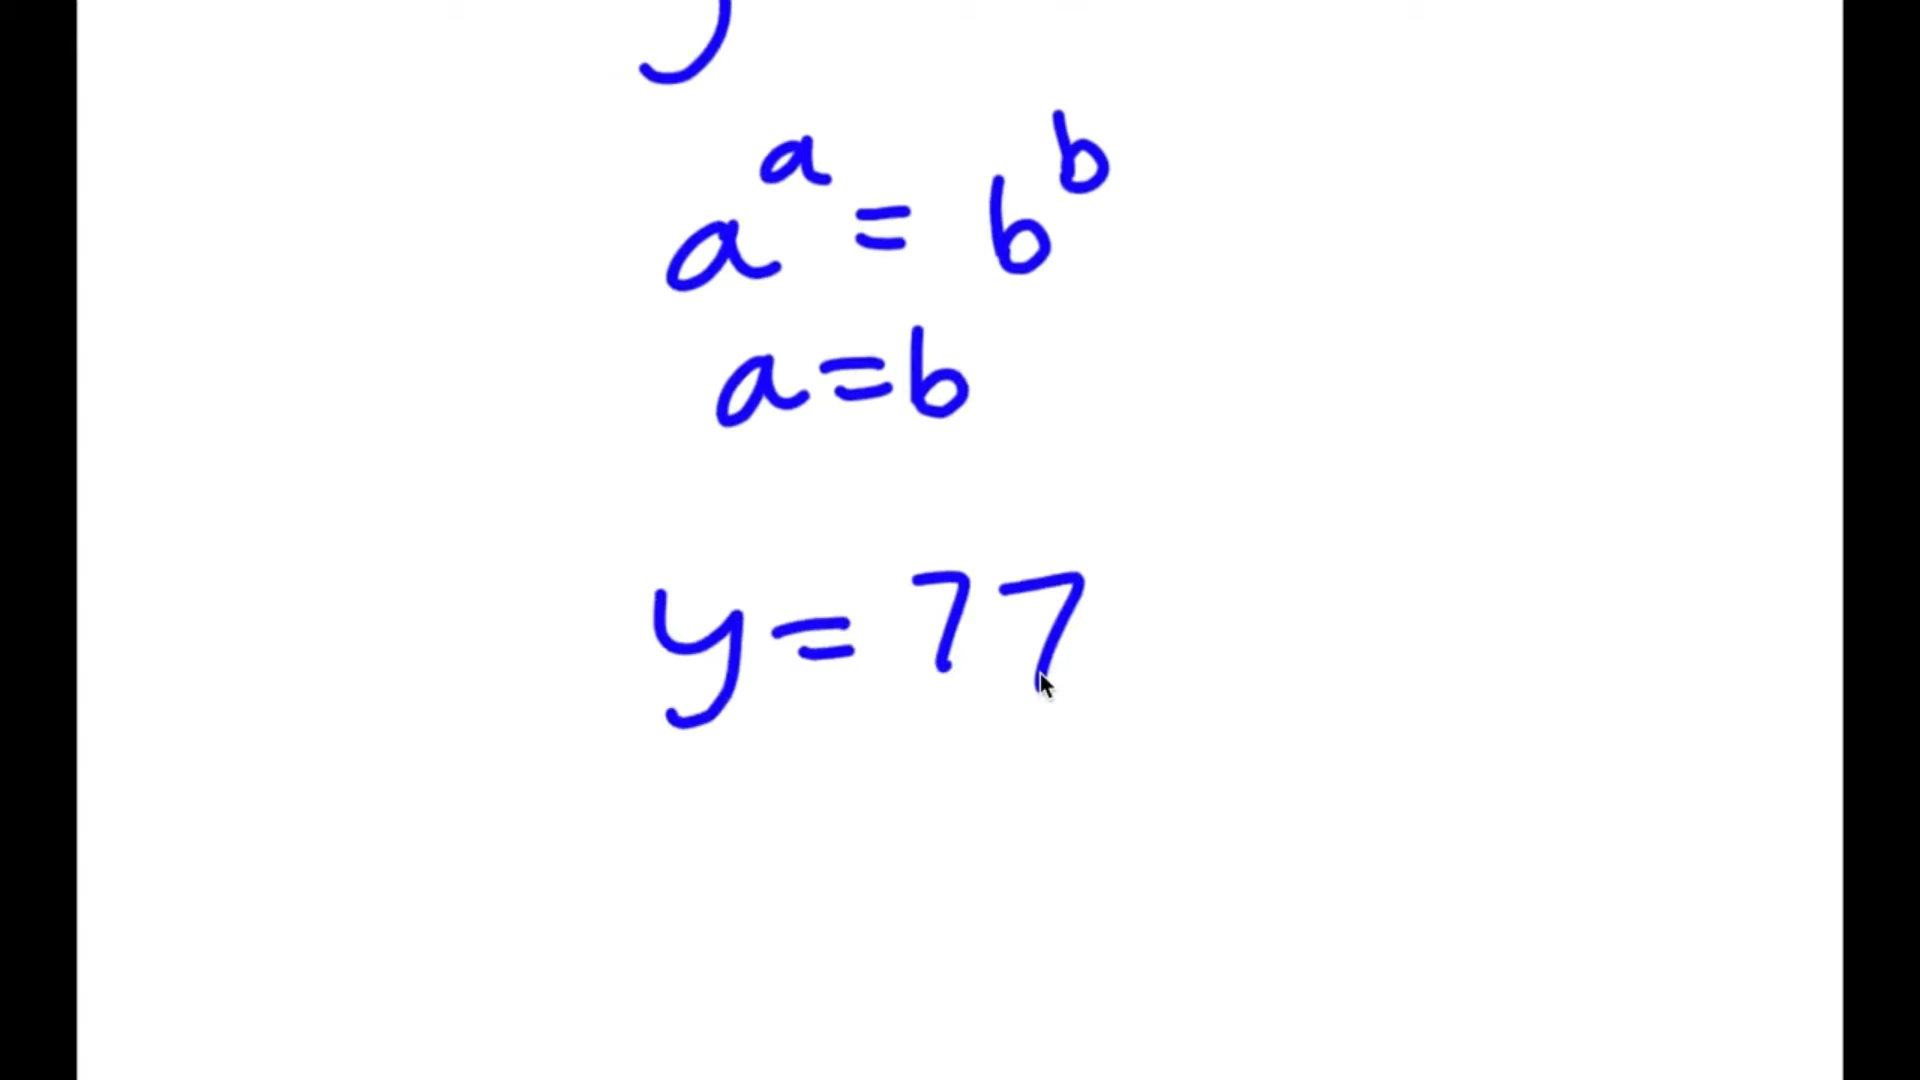 a^a = b^b
a=b
y=77